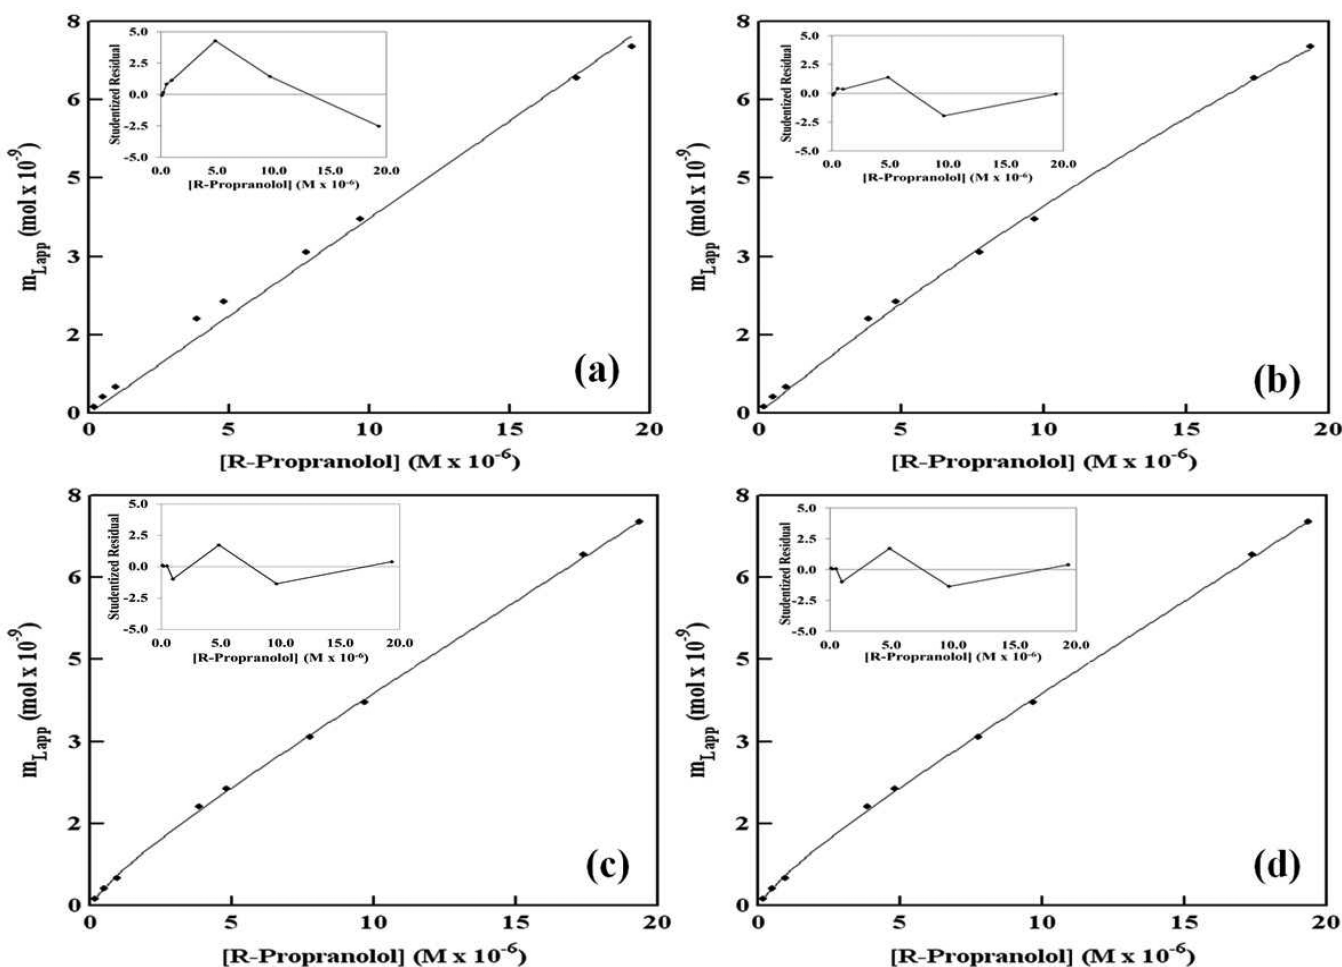 8
6
5
3
2
0
m_Lapp (mol x 10^-9)
5.0
2.5
0.0
-2.5
-5.0
Studentized Residual
0.0 5.0 10.0 15.0 20.0
[R-Propranolol] (M x 10^-6)
(a)
0 5 10 15 20
[R-Propranolol] (M x 10^-6)
8
6
5
3
2
0
m_Lapp (mol x 10^-9)
5.0
2.5
0.0
-2.5
-5.0
Studentized Residual
0.0 5.0 10.0 15.0 20.0
[R-Propranolol] (M x 10^-6)
(b)
0 5 10 15 20
[R-Propranolol] (M x 10^-6)
8
6
5
3
2
0
m_Lapp (mol x 10^-9)
5.0
2.5
0.0
-2.5
-5.0
Studentized Residual
0.0 5.0 10.0 15.0 20.0
[R-Propranolol] (M x 10^-6)
(c)
0 5 10 15 20
[R-Propranolol] (M x 10^-6)
8
6
5
3
2
0
m_Lapp (mol x 10^-9)
5.0
2.5
0.0
-2.5
-5.0
Studentized Residual
0.0 5.0 10.0 15.0 20.0
[R-Propranolol] (M x 10^-6)
(d)
0 5 10 15 20
[R-Propranolol] (M x 10^-6)